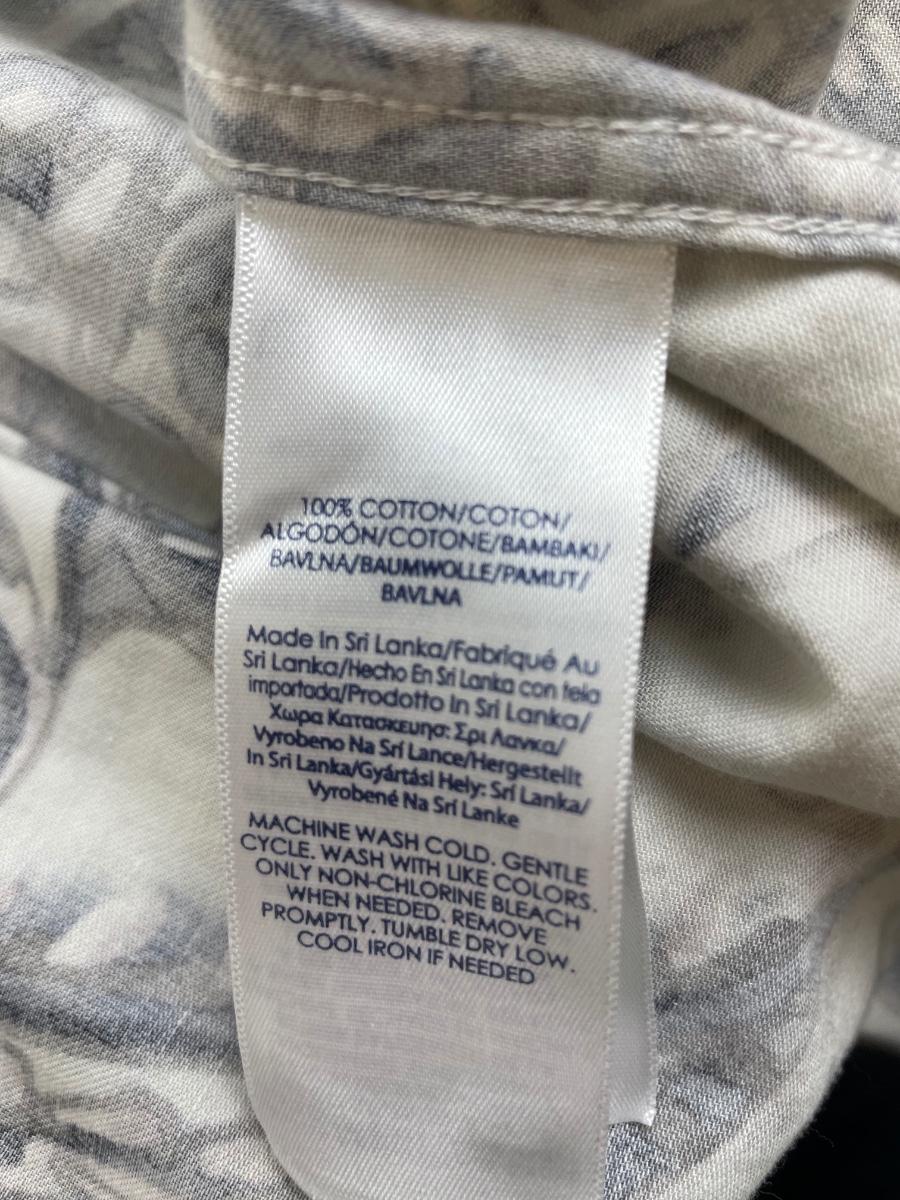 100% COTTON/COTON/
ALGODÓN/COTONE/BAMBAKI/
BAVLNA/BAUMWOLLE/PAMUT/
BAVLNA
Made In Sri Lanka/Fabriqué Au
Sri Lanka/Hecho En Sri Lanka con tela
importada/Prodotto In Sri Lanka/
Χωρα Κατασκευης: Σρι Λανκα/
Vyrobeno Na Srí Lance/Hergestellt
In Sri Lanka/Gyártási Hely: Srí Lanka/
Vyrobené Na Srí Lanke
MACHINE WASH COLD. GENTLE
CYCLE. WASH WITH LIKE COLORS.
ONLY NON-CHLORINE BLEACH
WHEN NEEDED. REMOVE
PROMPTLY. TUMBLE DRY LOW.
COOL IRON IF NEEDED